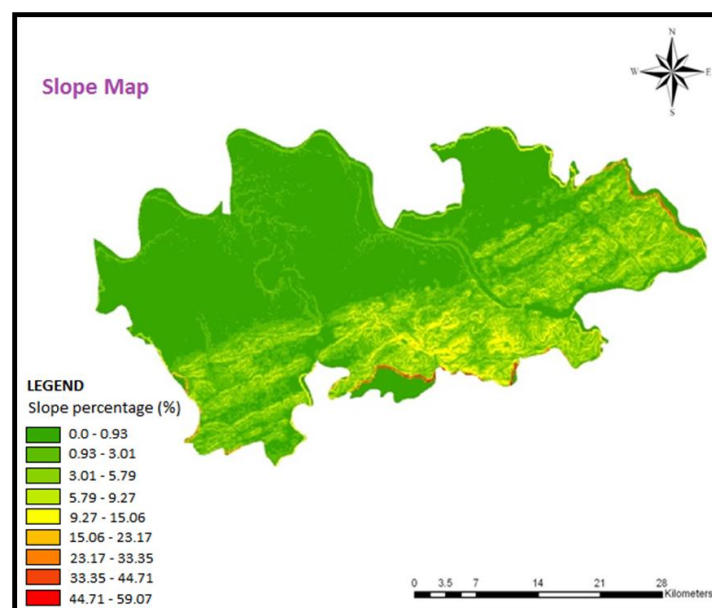 N
Slope Map
W E
S
LEGEND
Slope percentage (%)
0.0 - 0.93
0.93 - 3.01
3.01 - 5.79
5.79 - 9.27
9.27 - 15.06
15.06 - 23.17
23.17 - 33.35
33.35 - 44.71
44.71 - 59.07
0 3.5 7 14 21 28
Kilometers